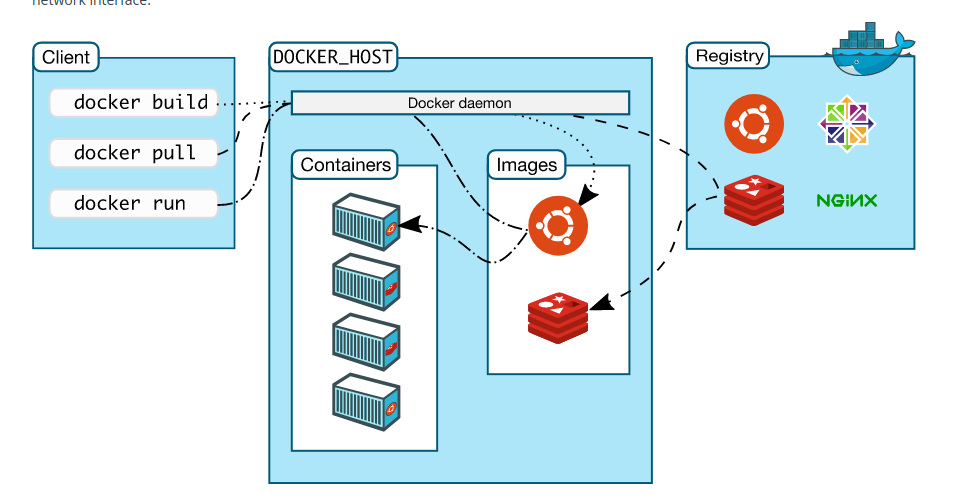 network interface.
Client
docker build
docker pull
docker run
DOCKER_HOST
Docker daemon
Containers
Images
Registry
NGiNX